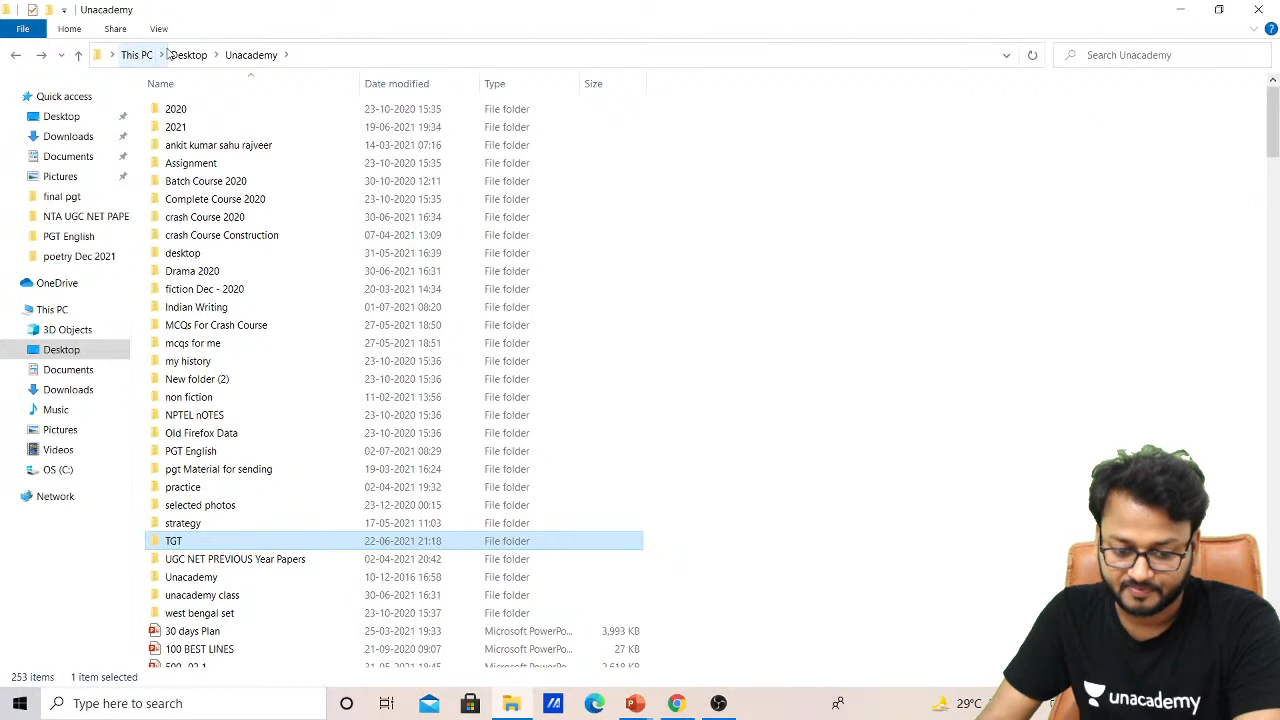 Unacademy
File Home Share View
This PC Desktop Unacademy Search Unacademy
Name Date modified Type Size
Quick access
Desktop
Downloads
Documents
Pictures
final pgt
NTA UGC NET PAPE
PGT English
poetry Dec 2021
OneDrive
This PC
3D Objects
Desktop
Documents
Downloads
Music
Pictures
Videos
OS (C:)
Network
2020 23-10-2020 15:35 File folder
2021 19-06-2021 19:34 File folder
ankit kumar sahu rajveer 14-03-2021 07:16 File folder
Assignment 23-10-2020 15:35 File folder
Batch Course 2020 30-10-2020 12:11 File folder
Complete Course 2020 23-10-2020 15:35 File folder
crash Course 2020 30-06-2021 16:34 File folder
crash Course Construction 07-04-2021 13:09 File folder
desktop 31-05-2021 16:39 File folder
Drama 2020 30-06-2021 16:31 File folder
fiction Dec - 2020 20-03-2021 14:34 File folder
Indian Writing 01-07-2021 08:20 File folder
MCQs For Crash Course 27-05-2021 18:50 File folder
mcqs for me 27-05-2021 18:51 File folder
my history 23-10-2020 15:36 File folder
New folder (2) 23-10-2020 15:36 File folder
non fiction 11-02-2021 13:56 File folder
NPTEL nOTES 23-10-2020 15:36 File folder
Old Firefox Data 23-10-2020 15:36 File folder
PGT English 02-07-2021 08:29 File folder
pgt Material for sending 19-03-2021 16:24 File folder
practice 02-04-2021 19:32 File folder
selected photos 23-12-2020 00:15 File folder
strategy 17-05-2021 11:03 File folder
TGT 22-06-2021 21:18 File folder
UGC NET PREVIOUS Year Papers 02-04-2021 20:42 File folder
Unacademy 10-12-2016 16:58 File folder
unacademy class 30-06-2021 16:31 File folder
west bengal set 23-10-2020 15:37 File folder
30 days Plan 25-03-2021 19:33 Microsoft PowerPo... 3,993 KB
100 BEST LINES 21-09-2020 09:07 Microsoft PowerPo... 27 KB
253 items 1 item selected
Type here to search
29°C
unacademy